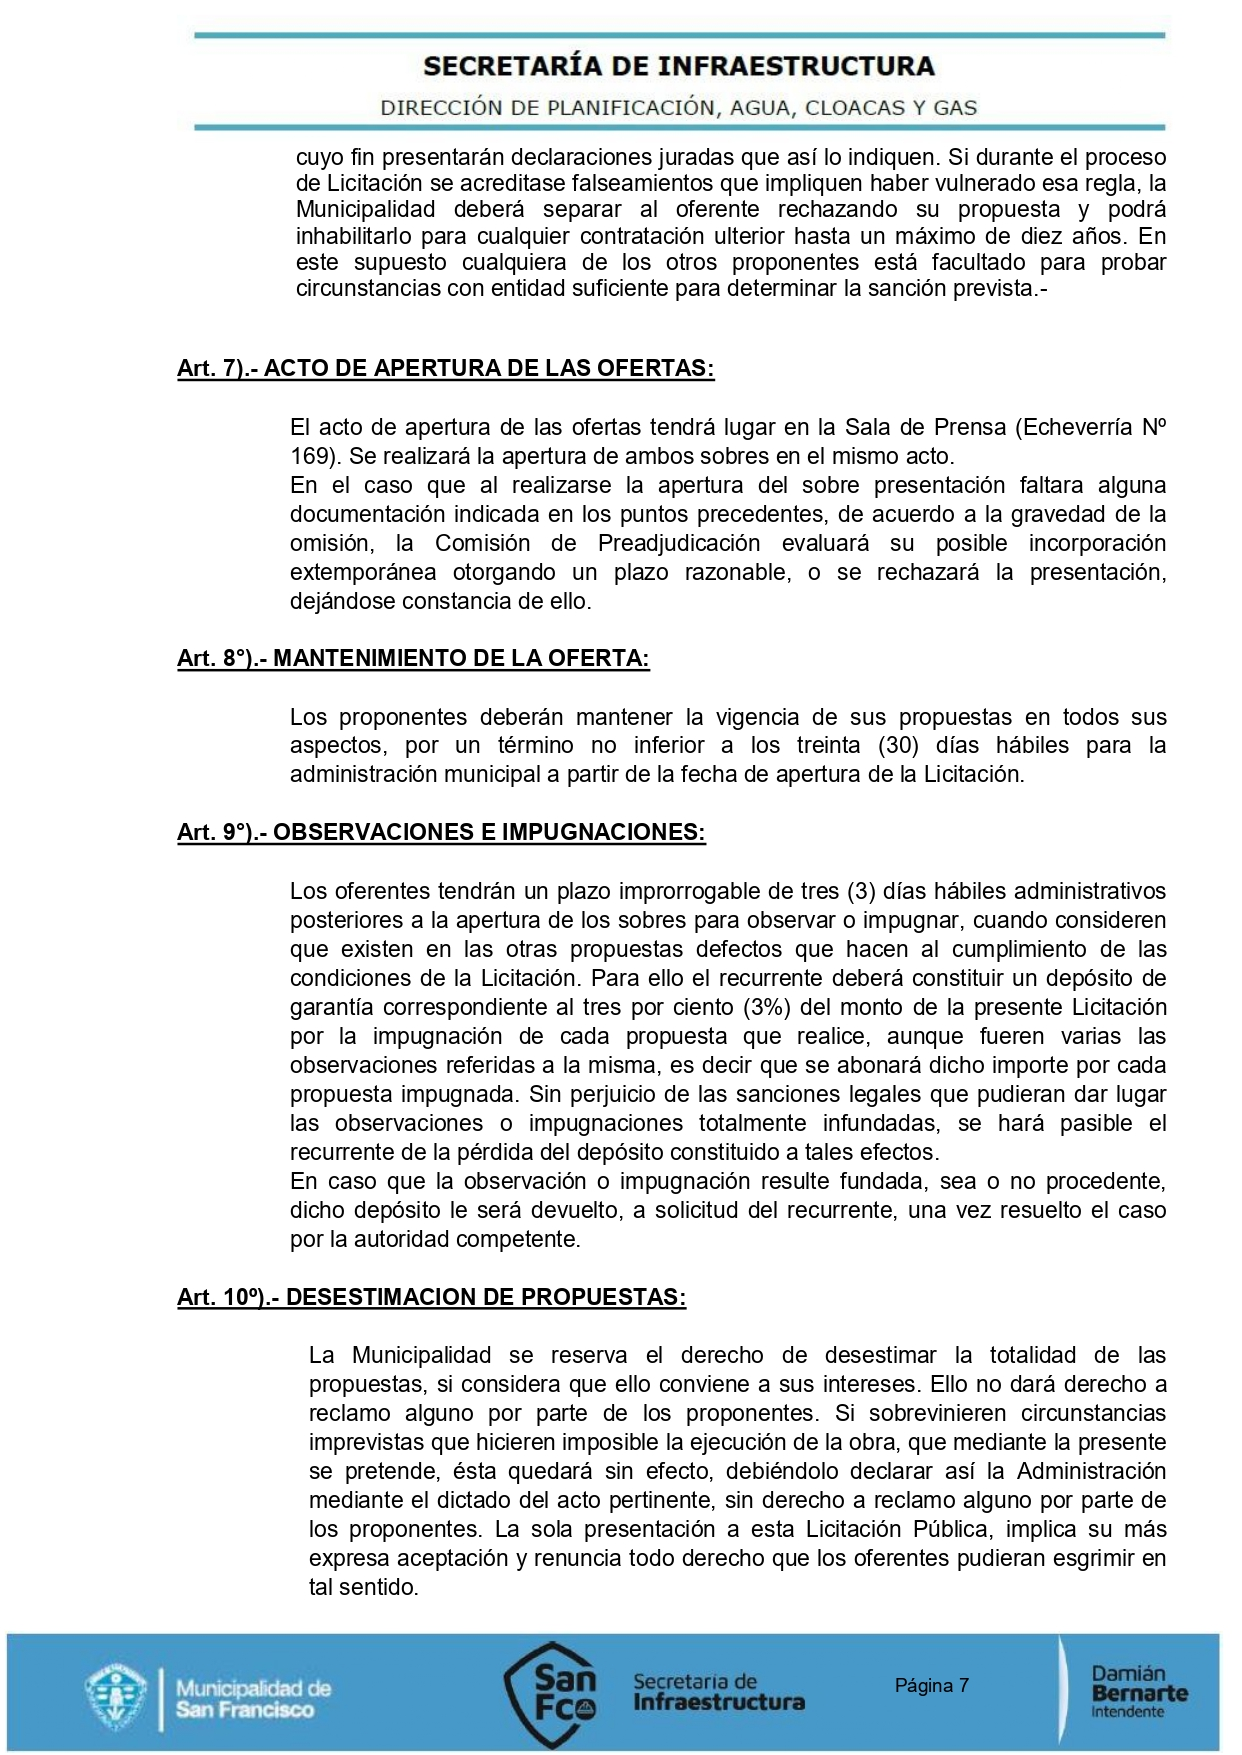 SECRETARÍA DE INFRAESTRUCTURA
DIRECCIÓN DE PLANIFICACIÓN, AGUA, CLOACAS Y GAS
cuyo fin presentarán declaraciones juradas que así lo indiquen. Si durante el proceso
de Licitación se acreditase falseamientos que impliquen haber vulnerado esa regla, la
Municipalidad deberá separar al oferente rechazando su propuesta y podrá
inhabilitarlo para cualquier contratación ulterior hasta un máximo de diez años. En
este supuesto cualquiera de los otros proponentes está facultado para probar
circunstancias con entidad suficiente para determinar la sanción prevista.-
Art. 7).- ACTO DE APERTURA DE LAS OFERTAS:
El acto de apertura de las ofertas tendrá lugar en la Sala de Prensa (Echeverría Nº
169). Se realizará la apertura de ambos sobres en el mismo acto.
En el caso que al realizarse la apertura del sobre presentación faltara alguna
documentación indicada en los puntos precedentes, de acuerdo a la gravedad de la
omisión, la Comisión de Preadjudicación evaluará su posible incorporación
extemporánea otorgando un plazo razonable, o se rechazará la presentación,
dejándose constancia de ello.
Art. 8°).- MANTENIMIENTO DE LA OFERTA:
Los proponentes deberán mantener la vigencia de sus propuestas en todos sus
aspectos, por un término no inferior a los treinta (30) días hábiles para la
administración municipal a partir de la fecha de apertura de la Licitación.
Art. 9°).- OBSERVACIONES E IMPUGNACIONES:
Los oferentes tendrán un plazo improrrogable de tres (3) días hábiles administrativos
posteriores a la apertura de los sobres para observar o impugnar, cuando consideren
que existen en las otras propuestas defectos que hacen al cumplimiento de las
condiciones de la Licitación. Para ello el recurrente deberá constituir un depósito de
garantía correspondiente al tres por ciento (3%) del monto de la presente Licitación
por la impugnación de cada propuesta que realice, aunque fueren varias las
observaciones referidas a la misma, es decir que se abonará dicho importe por cada
propuesta impugnada. Sin perjuicio de las sanciones legales que pudieran dar lugar
las observaciones o impugnaciones totalmente infundadas, se hará pasible el
recurrente de la pérdida del depósito constituido a tales efectos.
En caso que la observación o impugnación resulte fundada, sea o no procedente,
dicho depósito le será devuelto, a solicitud del recurrente, una vez resuelto el caso
por la autoridad competente.
Art. 10º).- DESESTIMACION DE PROPUESTAS:
La Municipalidad se reserva el derecho de desestimar la totalidad de las
propuestas, si considera que ello conviene a sus intereses. Ello no dará derecho a
reclamo alguno por parte de los proponentes. Si sobrevinieren circunstancias
imprevistas que hicieren imposible la ejecución de la obra, que mediante la presente
se pretende, ésta quedará sin efecto, debiéndolo declarar así la Administración
mediante el dictado del acto pertinente, sin derecho a reclamo alguno por parte de
los proponentes. La sola presentación a esta Licitación Pública, implica su más
expresa aceptación y renuncia todo derecho que los oferentes pudieran esgrimir en
tal sentido.
Municipalidad de
San Francisco
San
Fco
Secretaría de
Infraestructura
Página 7
Damián
Bernarte
Intendente